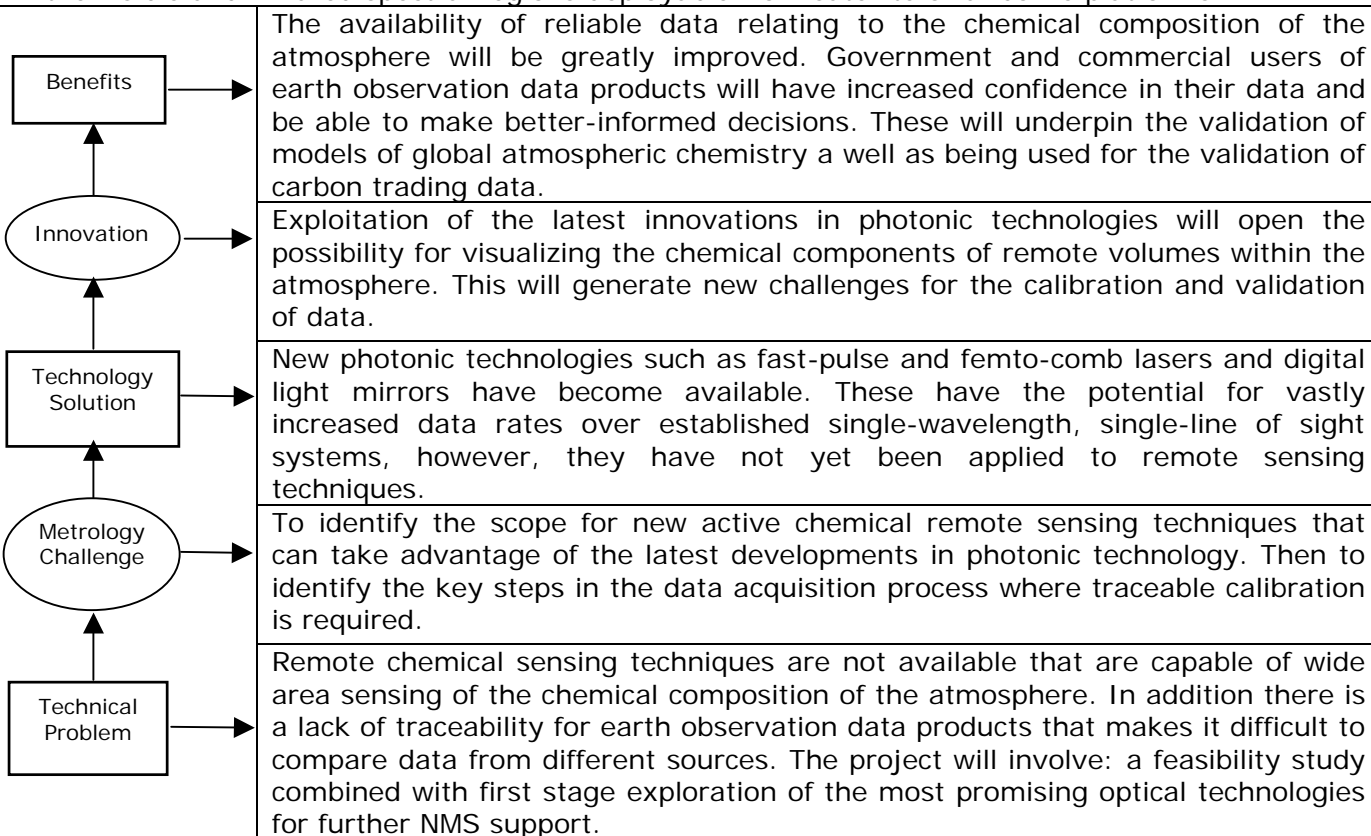 The availability of reliable data relating to the chemical composition of the
atmosphere will be greatly improved. Government and commercial users of
Benefits
earth observation data products will have increased confidence in their data and
be able to make better-informed decisions. These will underpin the validation of
models of global atmospheric chemistry a well as being used for the validation of
carbon trading data.
Exploitation of the latest innovations in photonic technologies will open the
Innovation
possibility for visualizing the chemical components of remote volumes within the
atmosphere. This will generate new challenges for the calibration and validation
of data.
New photonic technologies such as fast-pulse and femto-comb lasers and digital
Technology
Solution
light mirrors have become available. These have the potential for vastly
increased data rates over established single-wavelength, single-line of sight
systems, however, they have not yet been applied to remote sensing
techniques.
Metrology
Challenge
To identify the scope for new active chemical remote sensing techniques that
can take advantage of the latest developments in photonic technology. Then to
identify the key steps in the data acquisition process where traceable calibration
is required.
Remote chemical sensing techniques are not available that are capable of wide
area sensing of the chemical composition of the atmosphere. In addition there is
Technical
Problem
a lack of traceability for earth observation data products that makes it difficult to
compare data from different sources. The project will involve: a feasibility study
combined with first stage exploration of the most promising optical technologies
for further NMS support.